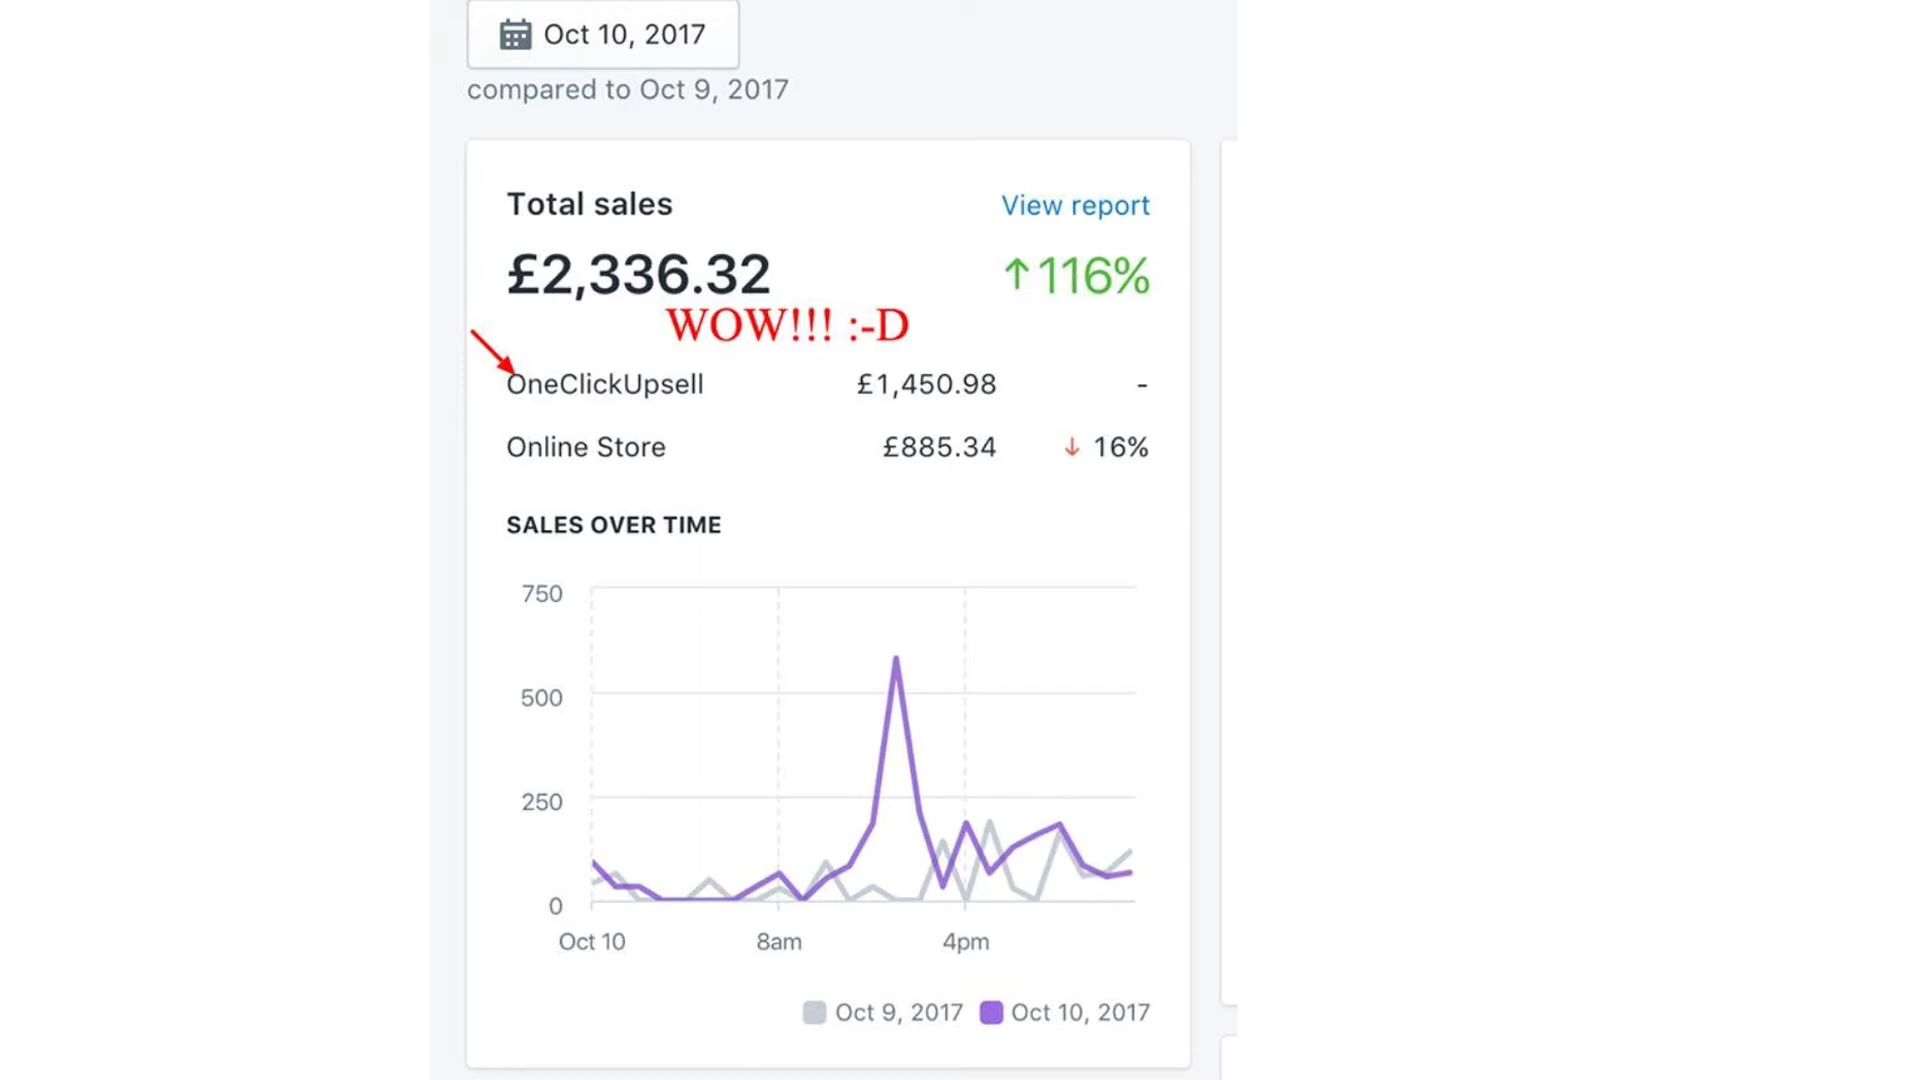 Oct 10, 2017
compared to Oct 9, 2017
Total sales View report
£2,336.32 ↑116%
WOW!!! :-D
OneClickUpsell £1,450.98 -
Online Store £885.34 ↓ 16%
SALES OVER TIME
750
500
250
0
Oct 10 8am 4pm
Oct 9, 2017 Oct 10, 2017